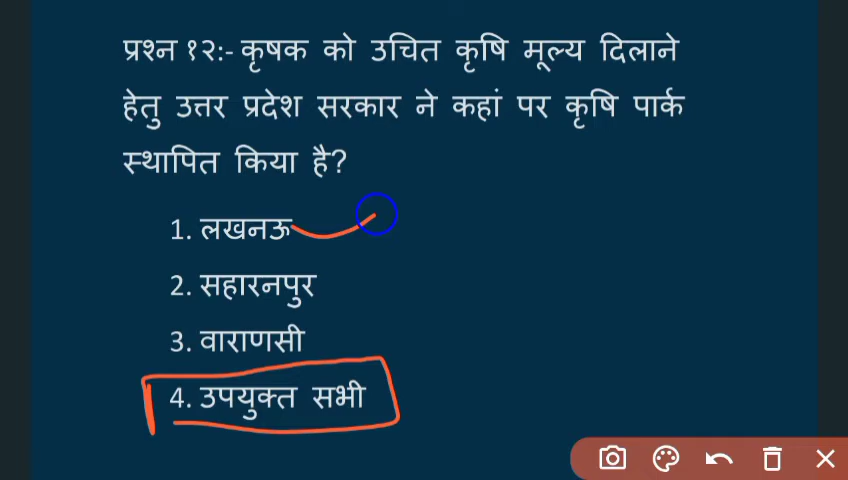 प्रश्न १२:- कृषक को उचित कृषि मूल्य दिलाने
हेतु उत्तर प्रदेश सरकार ने कहां पर कृषि पार्क
स्थापित किया है?
1. लखनऊ
2. सहारनपुर
3. वाराणसी
4. उपयुक्त सभी